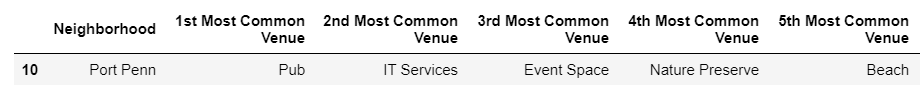 Neighborhood 1st Most Common Venue 2nd Most Common Venue 3rd Most Common Venue 4th Most Common Venue 5th Most Common Venue
10 Port Penn Pub IT Services Event Space Nature Preserve Beach